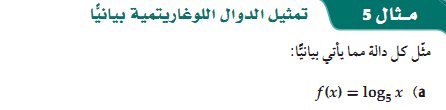 مثال 5 تمثيل الدوال اللوغاريتمية بيانيًّا
مثّل كل دالة مما يأتي بيانيًّا:
f(x) = log₅ x (a